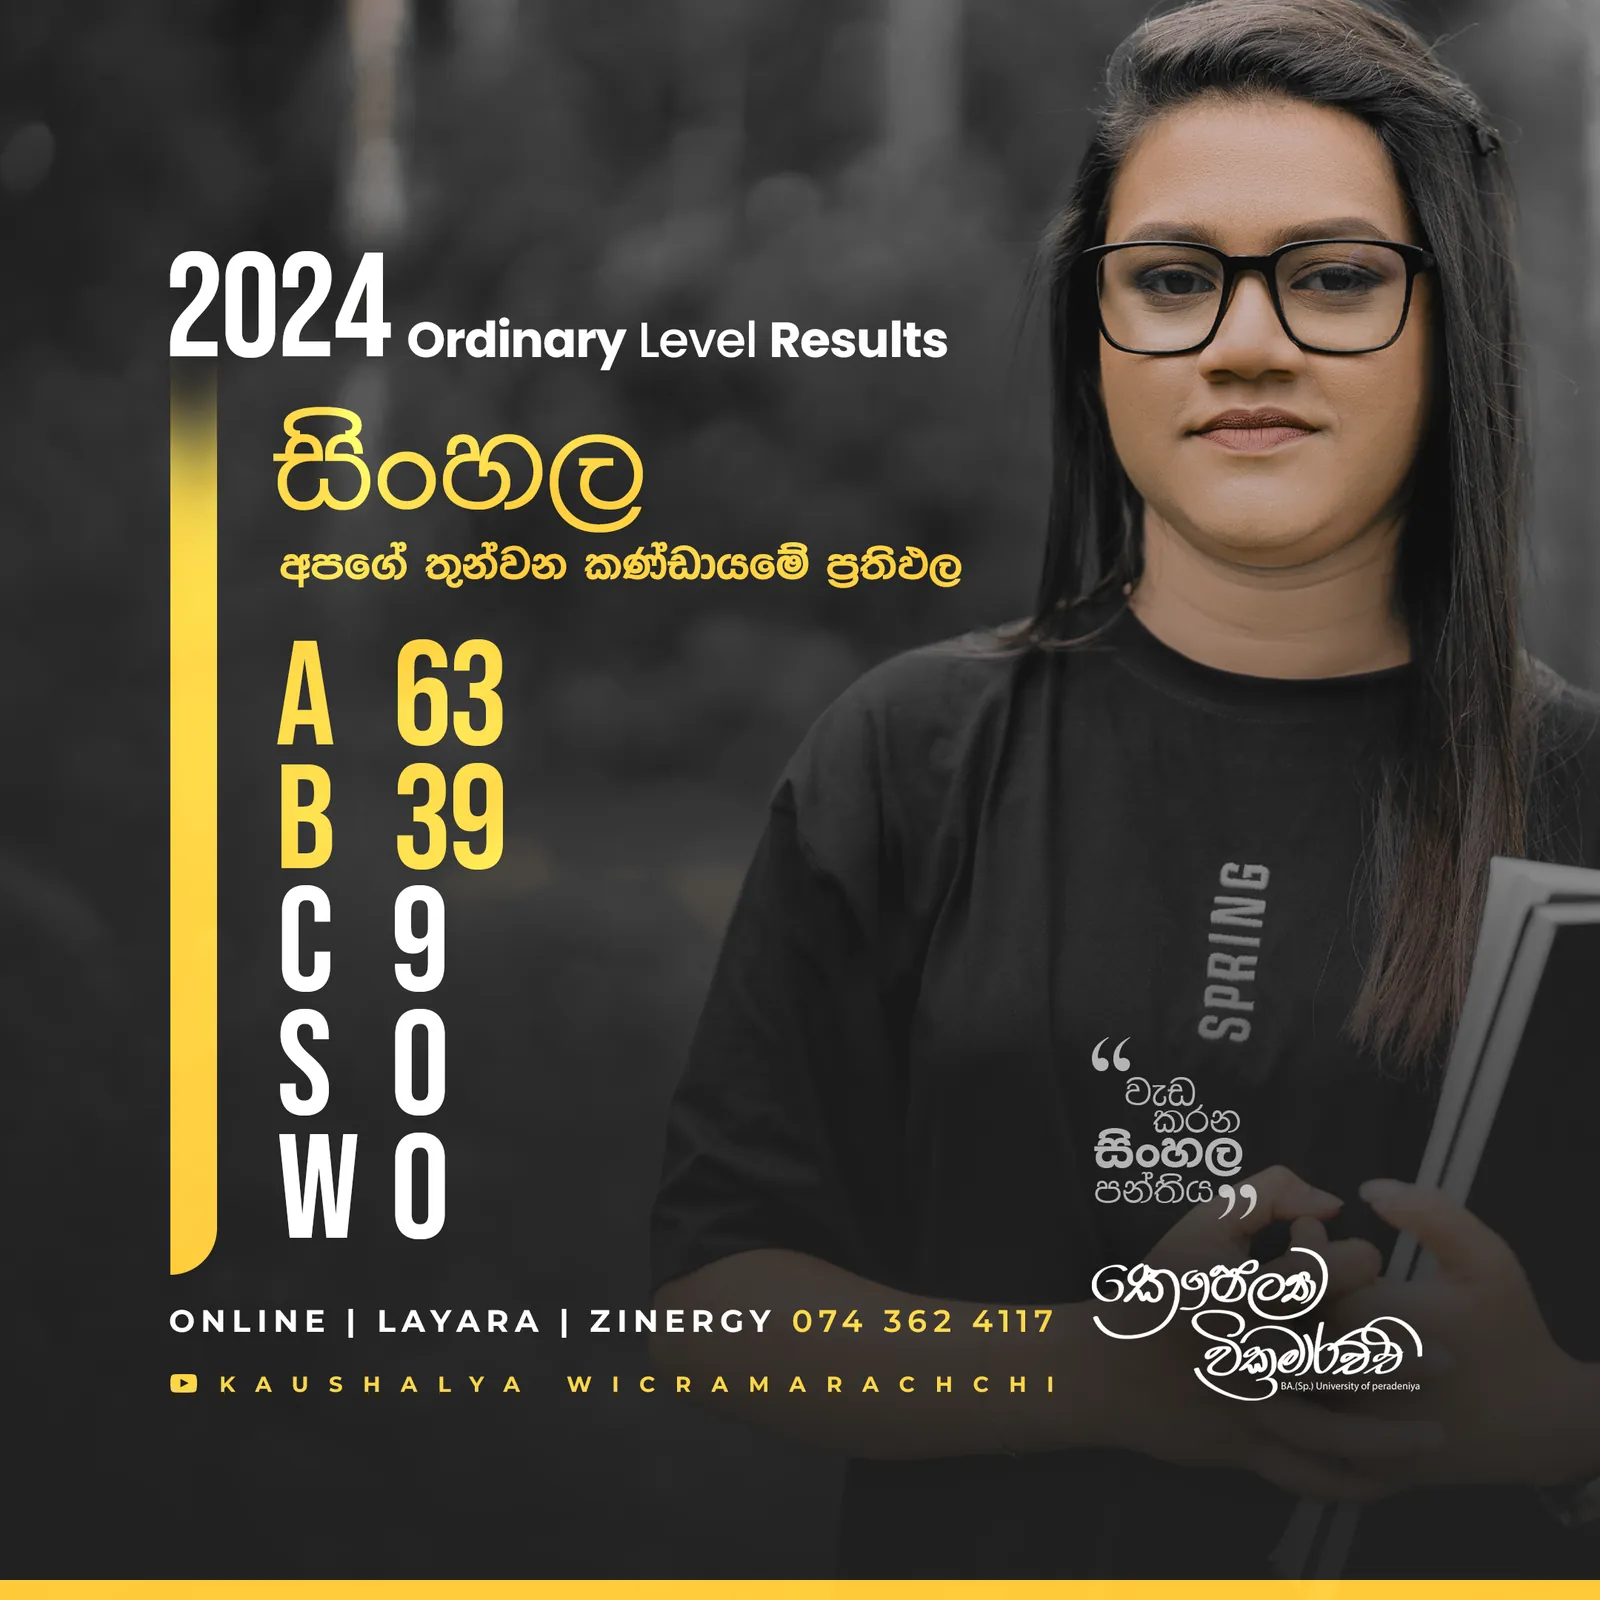 2024 Ordinary Level Results
සිංහල
අපගේ තුන්වන කණ්ඩායමේ ප්‍රතිඵල
A 63
B 39
C 9
S 0
W 0
SPRING
“වැඩ
කරන
සිංහල
පන්තිය”
කෞශල්‍යා
වික්‍රමාරච්චි
BA.(Sp.) University of peradeniya
ONLINE | LAYARA | ZINERGY 074 362 4117
KAUSHALYA WICRAMARACHCHI